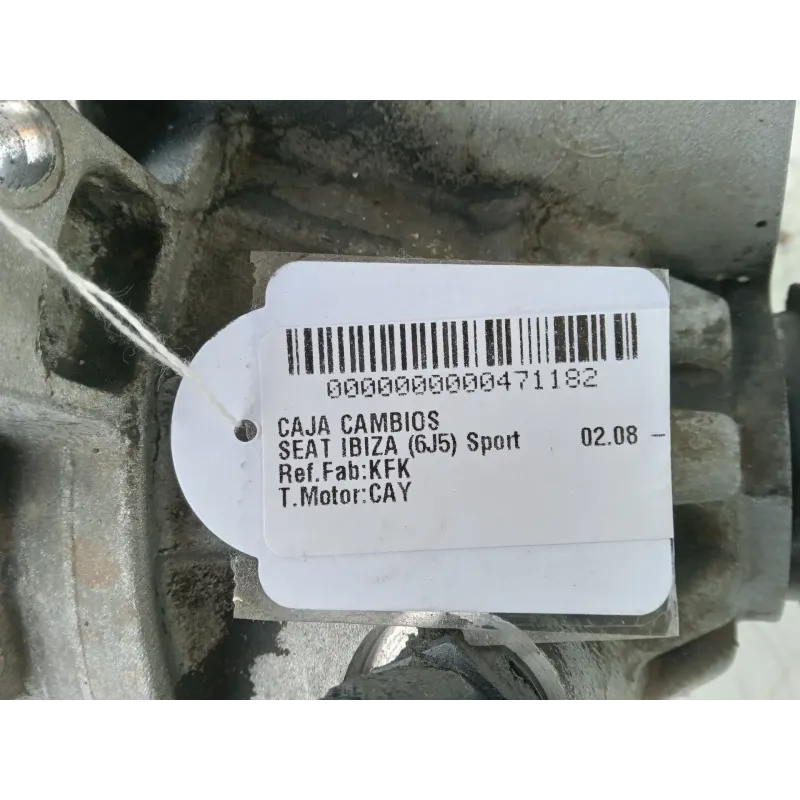 0000000000471182
CAJA CAMBIOS
SEAT IBIZA (6J5) Sport 02.08 -
Ref.Fab:KFK
T.Motor:CAY